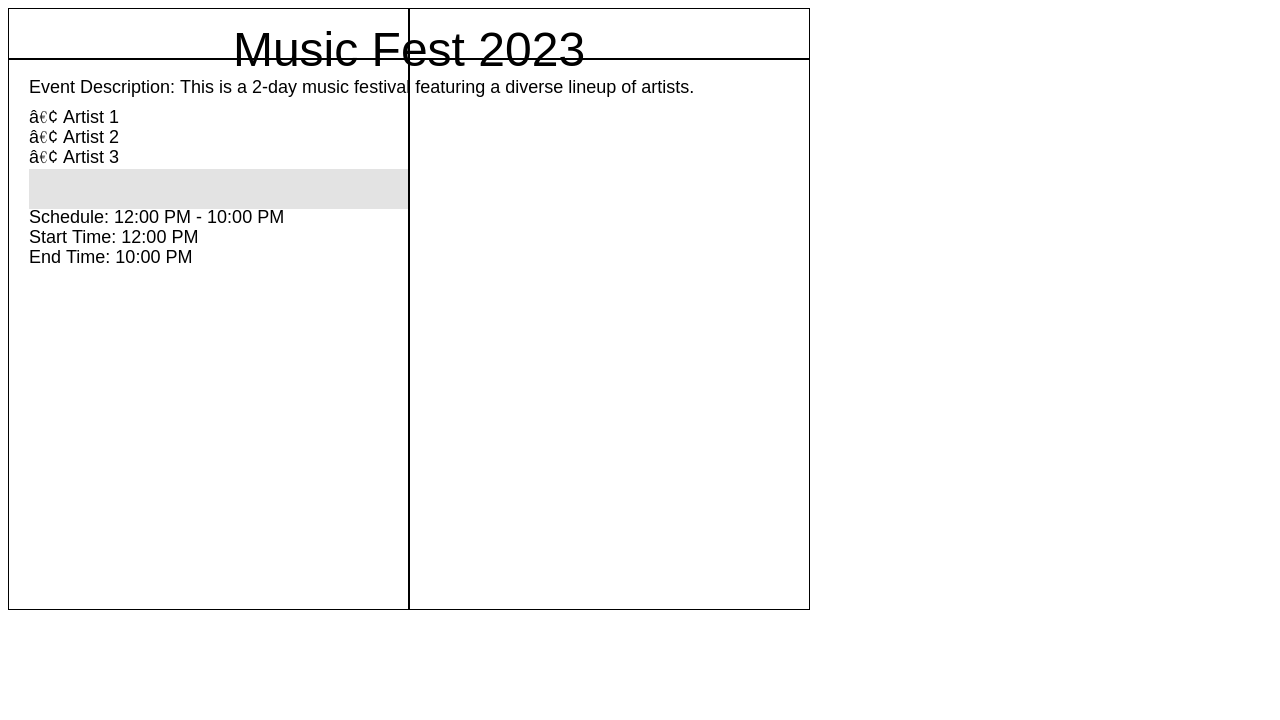 Music Fest 2023
Event Description: This is a 2-day music festival featuring a diverse lineup of artists.
â€¢ Artist 1
â€¢ Artist 2
â€¢ Artist 3
Schedule: 12:00 PM - 10:00 PM
Start Time: 12:00 PM
End Time: 10:00 PM